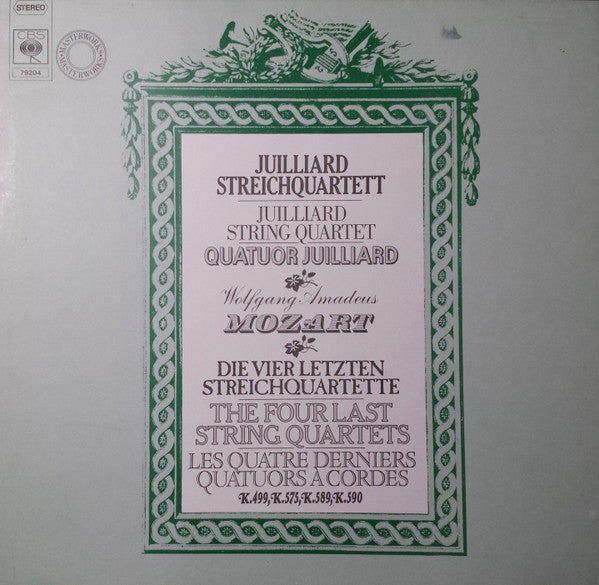 STEREO
CBS
79204
MASTERWORKS
MASTERWORKS
JUILLIARD
STREICHQUARTETT
JUILLIARD
STRING QUARTET
QUATUOR JUILLIARD
Wolfgang Amadeus
MOZART
DIE VIER LETZTEN
STREICHQUARTETTE
THE FOUR LAST
STRING QUARTETS
LES QUATRE DERNIERS
QUATUORS À CORDES
K.499, K.575, K.589, K.590